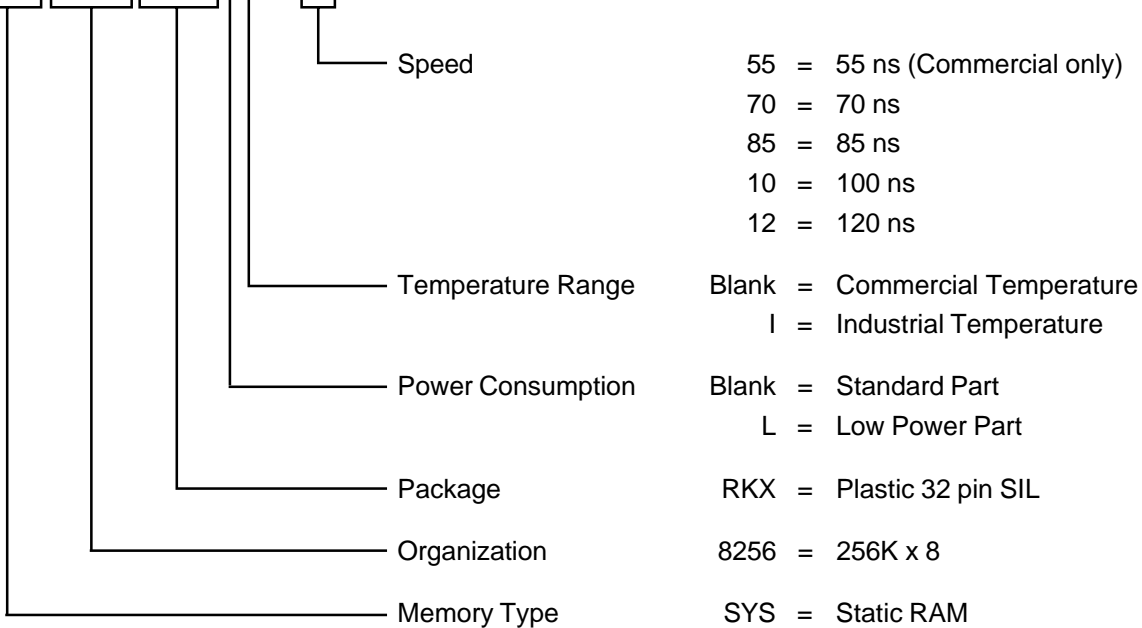 Speed 55 = 55 ns (Commercial only)
70 = 70 ns
85 = 85 ns
10 = 100 ns
12 = 120 ns
Temperature Range Blank = Commercial Temperature
I = Industrial Temperature
Power Consumption Blank = Standard Part
L = Low Power Part
Package RKX = Plastic 32 pin SIL
Organization 8256 = 256K x 8
Memory Type SYS = Static RAM